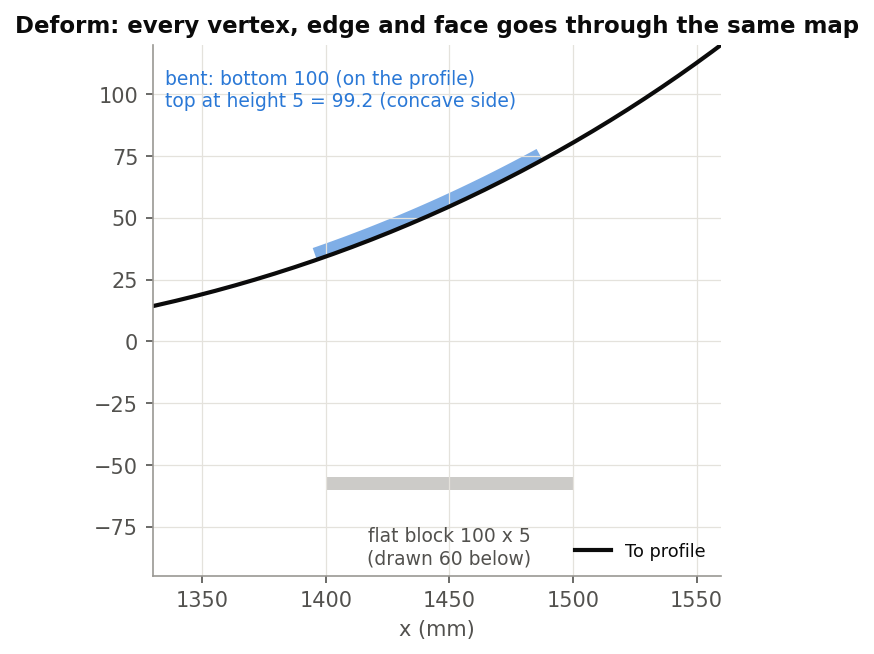 Deform: every vertex, edge and face goes through the same map
bent: bottom 100 (on the profile)
top at height 5 = 99.2 (concave side)
100
75
50
25
0
−25
−50
−75
flat block 100 x 5
(drawn 60 below)
To profile
1350 1400 1450 1500 1550
x (mm)